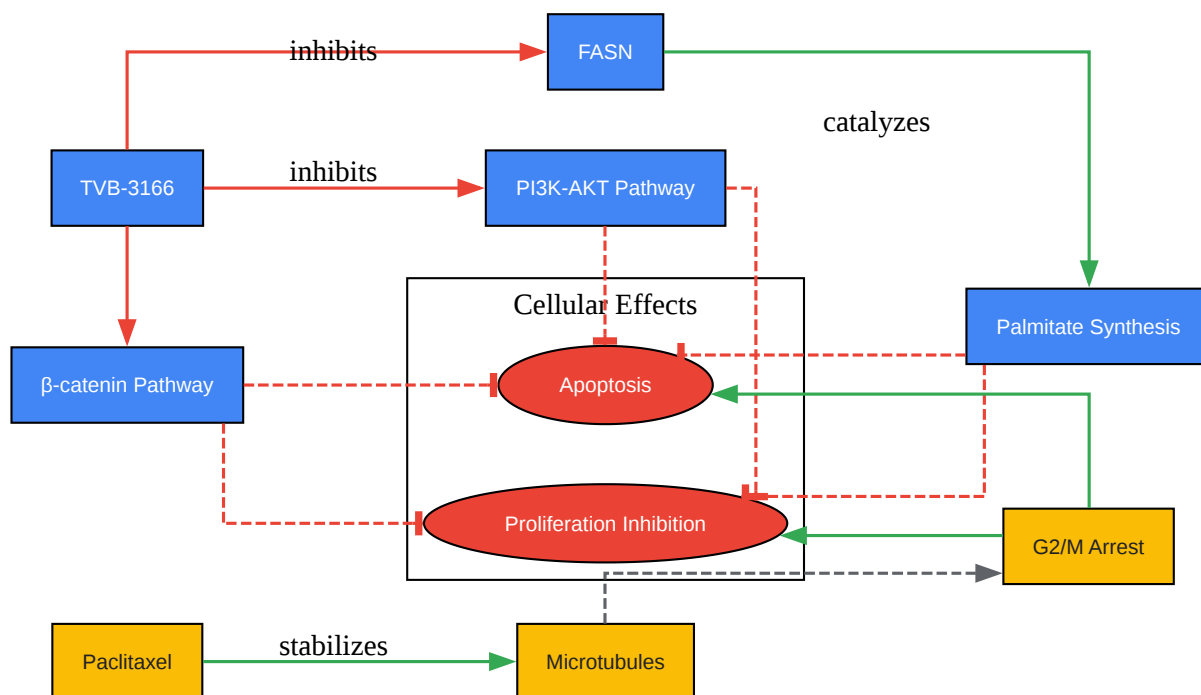 inhibits
FASN
catalyzes
TVB-3166
inhibits
PI3K-AKT Pathway
Cellular Effects
Palmitate Synthesis
β-catenin Pathway
Apoptosis
Proliferation Inhibition
G2/M Arrest
Paclitaxel
stabilizes
Microtubules